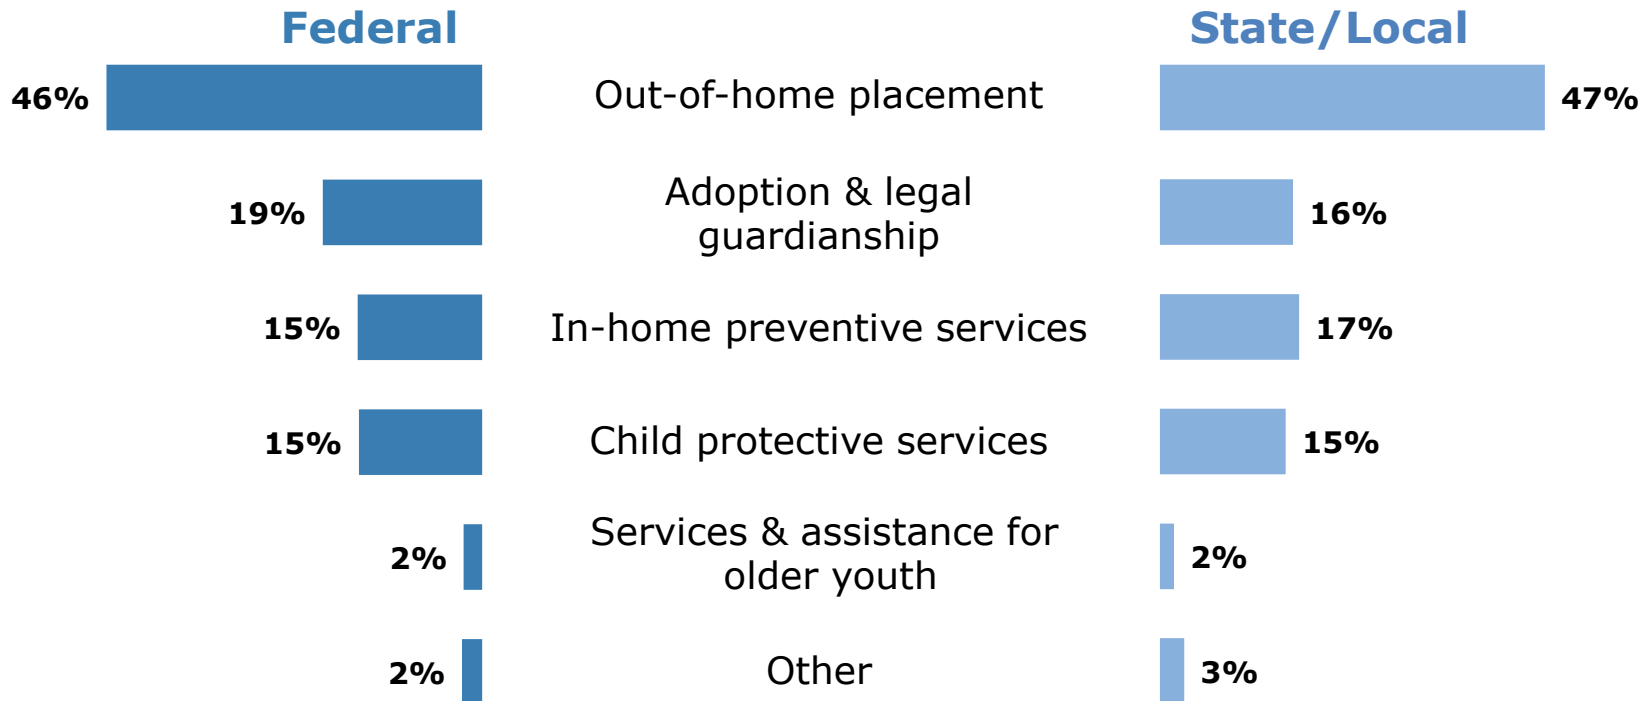 Federal State/Local
46% Out-of-home placement 47%
19% Adoption & legal 16%
guardianship
15% In-home preventive services 17%
15% Child protective services 15%
2% Services & assistance for 2%
older youth
2% Other 3%